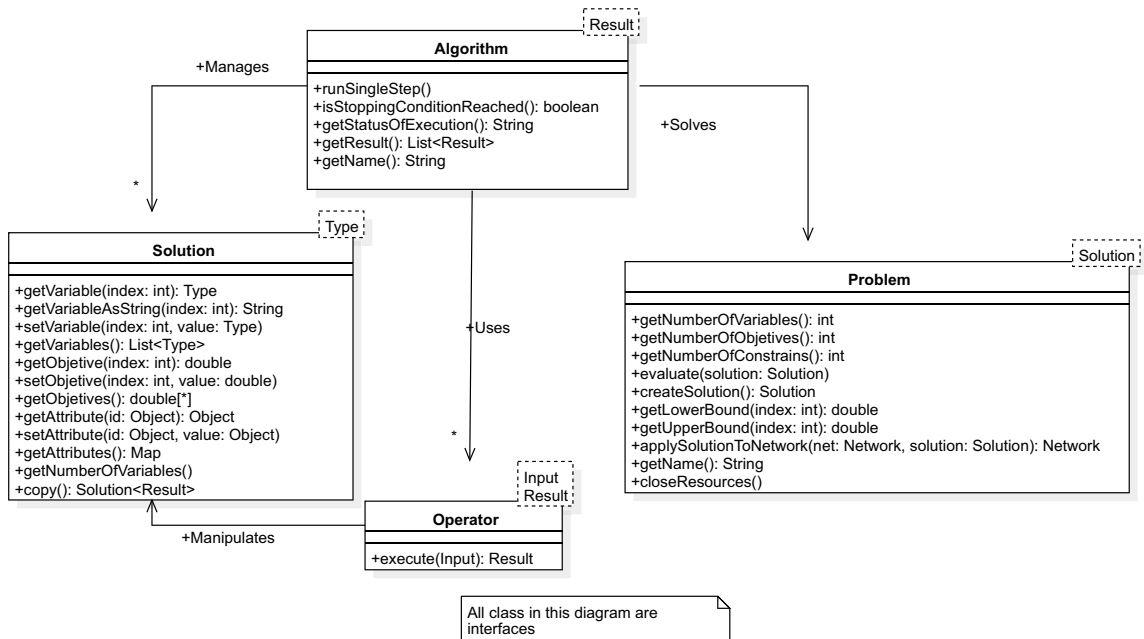 Result
Algorithm
+runSingleStep()
+isStoppingConditionReached(): boolean
+getStatusOfExecution(): String
+getResult(): List<Result>
+getName(): String
+Manages
*
+Solves
+Uses
*
Type
Solution
+getVariable(index: int): Type
+getVariableAsString(index: int): String
+setVariable(index: int, value: Type)
+getVariables(): List<Type>
+getObjetive(index: int): double
+setObjetive(index: int, value: double)
+getObjetives(): double[*]
+getAttribute(id: Object): Object
+setAttribute(id: Object, value: Object)
+getAttributes(): Map
+getNumberOfVariables()
+copy(): Solution<Result>
Solution
Problem
+getNumberOfVariables(): int
+getNumberOfObjetives(): int
+getNumberOfConstrains(): int
+evaluate(solution: Solution)
+createSolution(): Solution
+getLowerBound(index: int): double
+getUpperBound(index: int): double
+applySolutionToNetwork(net: Network, solution: Solution): Network
+getName(): String
+closeResources()
Input
Result
Operator
+execute(Input): Result
+Manipulates
All class in this diagram are
interfaces